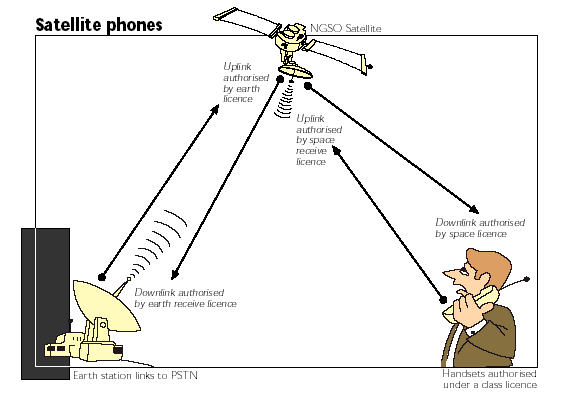 Satellite phones
NGSO Satellite
Uplink
authorised
by earth
licence
Uplink
authorised
by space
receive
licence
Downlink authorised
by space licence
Downlink authorised
by earth receive licence
Earth station links to PSTN
Handsets authorised
under a class licence